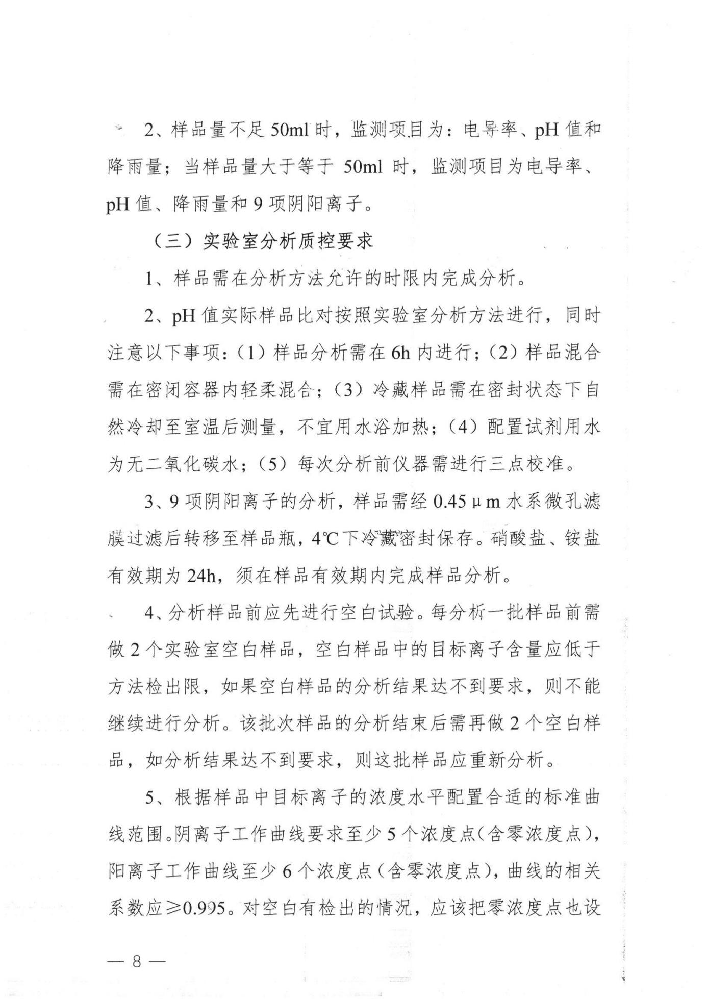 2、样品量不足 50ml 时，监测项目为：电导率、pH 值和
降雨量；当样品量大于等于 50ml 时，监测项目为电导率、
pH 值、降雨量和 9 项阴阳离子。
（三）实验室分析质控要求
1、样品需在分析方法允许的时限内完成分析。
2、pH 值实际样品比对按照实验室分析方法进行，同时
注意以下事项:（1）样品分析需在 6h 内进行;（2）样品混合
需在密闭容器内轻柔混合;（3）冷藏样品需在密封状态下自
然冷却至室温后测量，不宜用水浴加热;（4）配置试剂用水
为无二氧化碳水;（5）每次分析前仪器需进行三点校准。
3、9 项阴阳离子的分析，样品需经 0.45μm 水系微孔滤
膜过滤后转移至样品瓶，4℃下冷藏密封保存。硝酸盐、铵盐
有效期为 24h，须在样品有效期内完成样品分析。
4、分析样品前应先进行空白试验。每分析一批样品前需
做 2 个实验室空白样品，空白样品中的目标离子含量应低于
方法检出限，如果空白样品的分析结果达不到要求，则不能
继续进行分析。该批次样品的分析结束后需再做 2 个空白样
品，如分析结果达不到要求，则这批样品应重新分析。
5、根据样品中目标离子的浓度水平配置合适的标准曲
线范围。阴离子工作曲线要求至少 5 个浓度点（含零浓度点），
阳离子工作曲线至少 6 个浓度点（含零浓度点），曲线的相关
系数应≥0.995。对空白有检出的情况，应该把零浓度点也设
— 8 —